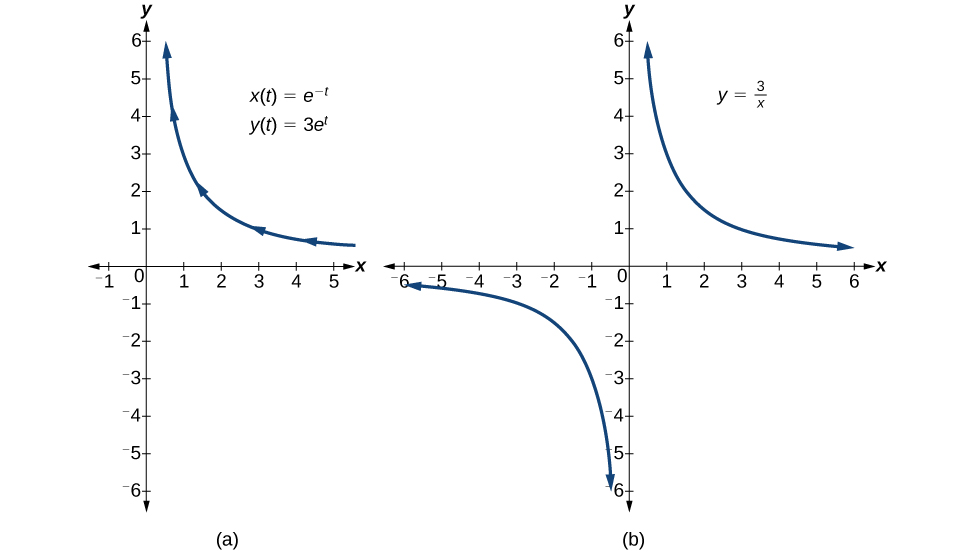 y
6
5
4
3
2
1
x(t) = e⁻ᵗ
y(t) = 3eᵗ
x
⁻1 0 1 2 3 4 5
⁻1
⁻2
⁻3
⁻4
⁻5
⁻6
(a)
y
6
5
4
3
2
1
y = 3/x
x
⁻6 ⁻5 ⁻4 ⁻3 ⁻2 ⁻1 0 1 2 3 4 5 6
⁻1
⁻2
⁻3
⁻4
⁻5
⁻6
(b)